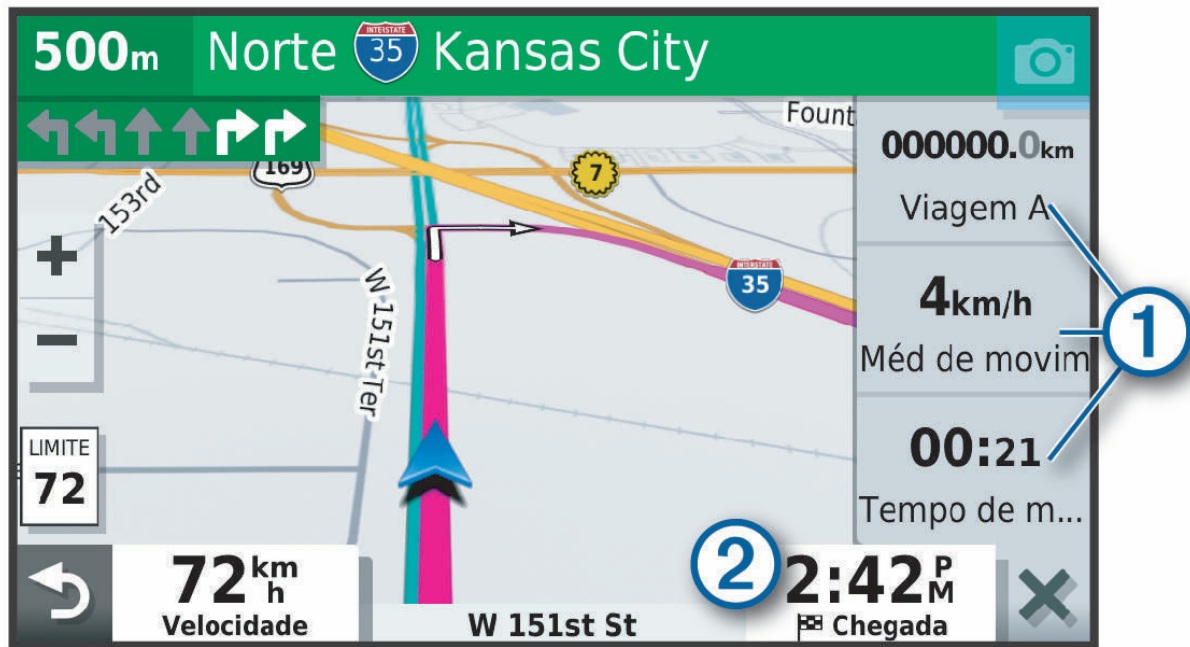 500m Norte INTERSTATE 35 Kansas City
Fount
169
7
153rd
W 151st Ter
INTERSTATE 35
+
−
LIMITE
72
000000.0km
Viagem A
4km/h
Méd de movim
00:21
Tempo de m...
1
72 km h
Velocidade
W 151st St
2
2:42 PM
Chegada